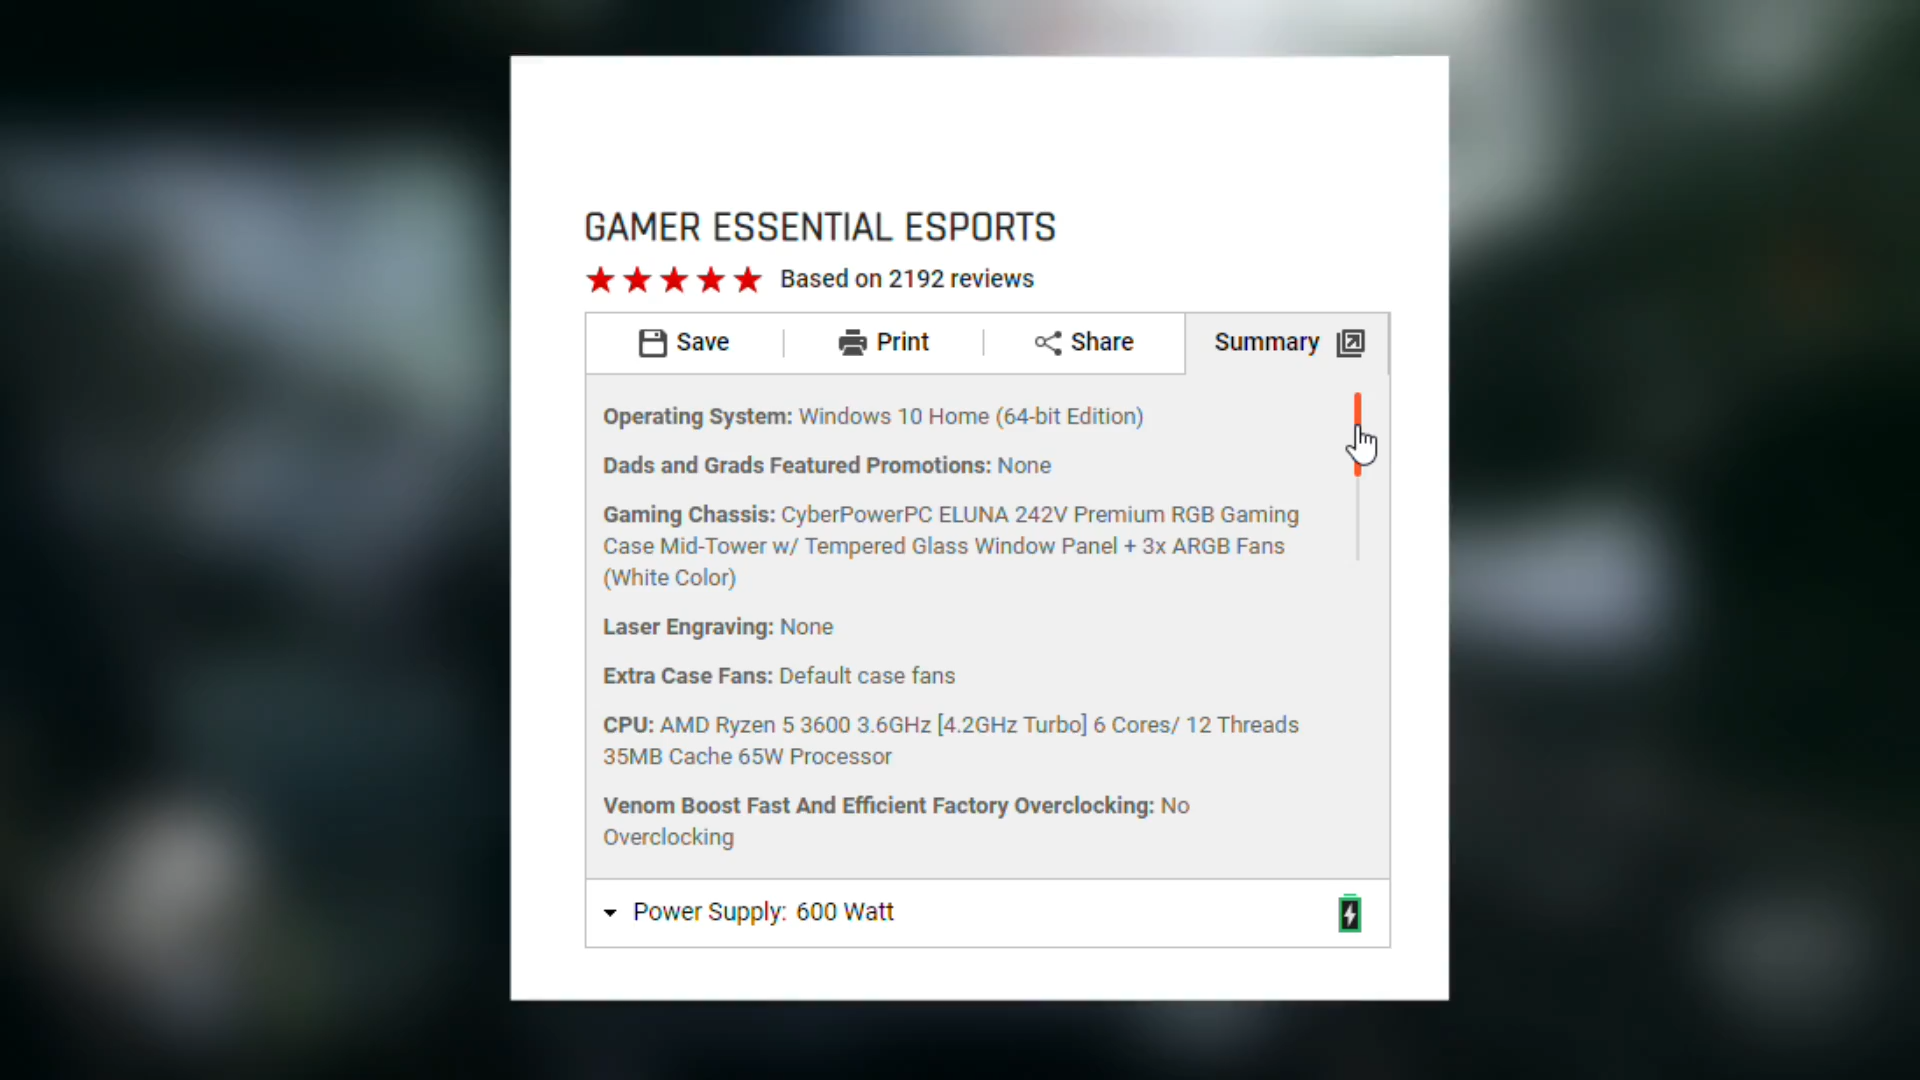 GAMER ESSENTIAL ESPORTS
Based on 2192 reviews
Save Print Share Summary
Operating System: Windows 10 Home (64-bit Edition)
Dads and Grads Featured Promotions: None
Gaming Chassis: CyberPowerPC ELUNA 242V Premium RGB Gaming
Case Mid-Tower w/ Tempered Glass Window Panel + 3x ARGB Fans
(White Color)
Laser Engraving: None
Extra Case Fans: Default case fans
CPU: AMD Ryzen 5 3600 3.6GHz [4.2GHz Turbo] 6 Cores/ 12 Threads
35MB Cache 65W Processor
Venom Boost Fast And Efficient Factory Overclocking: No
Overclocking
Power Supply: 600 Watt